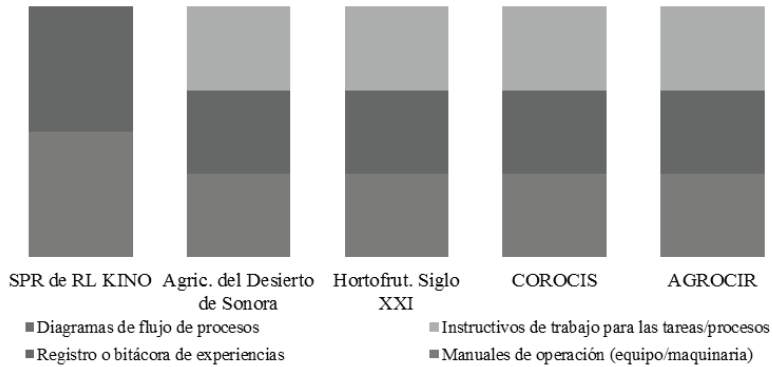 SPR de RL KINO
Agric. del Desierto
de Sonora
Hortofrut. Siglo
XXI
COROCIS
AGROCIR
Diagramas de flujo de procesos
Instructivos de trabajo para las tareas/procesos
Registro o bitácora de experiencias
Manuales de operación (equipo/maquinaria)